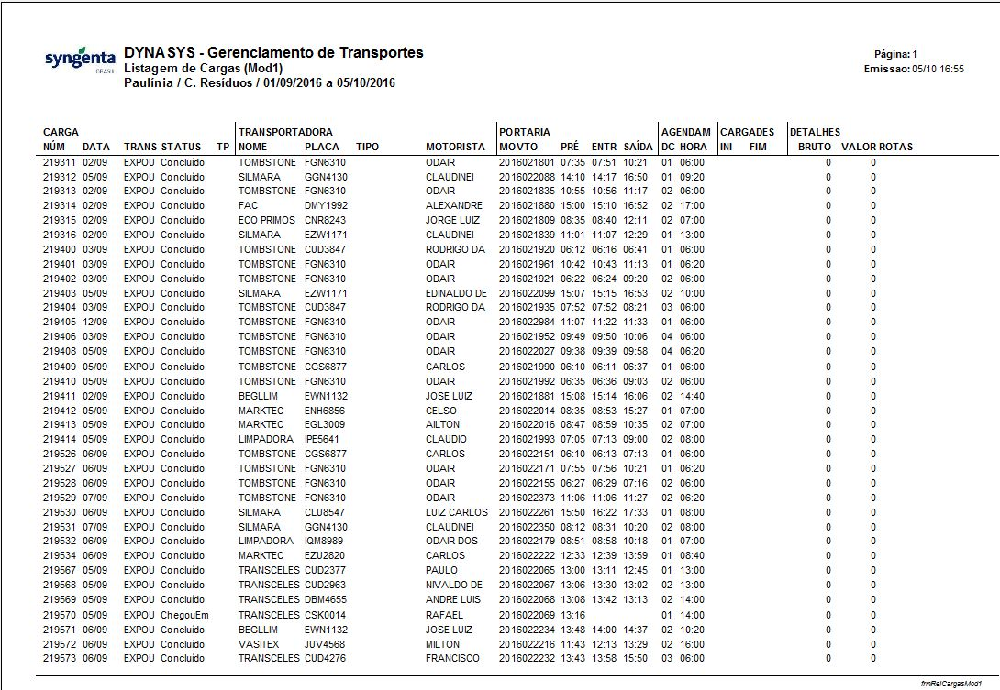 syngenta
BRASIL
DYNASYS - Gerenciamento de Transportes
Listagem de Cargas (Mod1)
Paulínia / C. Resíduos / 01/09/2016 a 05/10/2016
Página: 1
Emissao: 05/10 16:55
CARGA TRANSPORTADORA PORTARIA AGENDAM CARGADES DETALHES
NÚM DATA TRANS STATUS TP NOME PLACA TIPO MOTORISTA MOVTO PRÉ ENTR SAÍDA DC HORA INI FIM BRUTO VALOR ROTAS
219311 02/09 EXPOU Concluído TOMBSTONE FGN6310 ODAIR 2016021801 07:35 07:51 10:21 01 06:00 0 0
219312 05/09 EXPOU Concluído SILMARA GGN4130 CLAUDINEI 2016022088 14:10 14:17 16:50 01 09:20 0 0
219313 02/09 EXPOU Concluído TOMBSTONE FGN6310 ODAIR 2016021835 10:55 10:56 11:17 02 06:00 0 0
219314 02/09 EXPOU Concluído FAC DMY1992 ALEXANDRE 2016021880 15:00 15:10 16:52 02 17:00 0 0
219315 02/09 EXPOU Concluído ECO PRIMOS CNR8243 JORGE LUIZ 2016021809 08:35 08:40 12:11 02 07:00 0 0
219316 02/09 EXPOU Concluído SILMARA EZW1171 CLAUDINEI 2016021839 11:01 11:07 12:29 01 13:00 0 0
219400 03/09 EXPOU Concluído TOMBSTONE CUD3847 RODRIGO DA 2016021920 06:12 06:16 06:41 01 06:00 0 0
219401 03/09 EXPOU Concluído TOMBSTONE FGN6310 ODAIR 2016021961 10:42 10:43 11:13 01 06:20 0 0
219402 03/09 EXPOU Concluído TOMBSTONE FGN6310 ODAIR 2016021921 06:22 06:24 09:20 02 06:00 0 0
219403 05/09 EXPOU Concluído SILMARA EZW1171 EDINALDO DE 2016022099 15:07 15:15 16:53 02 10:00 0 0
219404 03/09 EXPOU Concluído TOMBSTONE CUD3847 RODRIGO DA 2016021935 07:52 07:52 08:21 03 06:00 0 0
219405 12/09 EXPOU Concluído TOMBSTONE FGN6310 ODAIR 2016022984 11:07 11:22 11:33 01 06:00 0 0
219406 03/09 EXPOU Concluído TOMBSTONE FGN6310 ODAIR 2016021952 09:49 09:50 10:06 04 06:00 0 0
219408 05/09 EXPOU Concluído TOMBSTONE FGN6310 ODAIR 2016022027 09:38 09:39 09:58 04 06:20 0 0
219409 05/09 EXPOU Concluído TOMBSTONE CGS6877 CARLOS 2016021990 06:10 06:11 06:37 01 06:00 0 0
219410 05/09 EXPOU Concluído TOMBSTONE FGN6310 ODAIR 2016021992 06:35 06:36 09:03 02 06:00 0 0
219411 02/09 EXPOU Concluído BEGLLIM EWN1132 JOSE LUIZ 2016021881 15:08 15:14 16:06 02 14:40 0 0
219412 05/09 EXPOU Concluído MARKTEC ENH6856 CELSO 2016022014 08:35 08:53 15:27 01 07:00 0 0
219413 05/09 EXPOU Concluído MARKTEC EGL3009 AILTON 2016022016 08:47 08:59 10:35 02 07:00 0 0
219414 05/09 EXPOU Concluído LIMPADORA IPE5641 CLAUDIO 2016021993 07:05 07:13 09:00 02 08:00 0 0
219526 06/09 EXPOU Concluído TOMBSTONE CGS6877 CARLOS 2016022151 06:10 06:13 07:13 01 06:00 0 0
219527 06/09 EXPOU Concluído TOMBSTONE FGN6310 ODAIR 2016022171 07:55 07:56 10:21 01 06:20 0 0
219528 06/09 EXPOU Concluído TOMBSTONE FGN6310 ODAIR 2016022155 06:27 06:29 07:16 02 06:00 0 0
219529 07/09 EXPOU Concluído TOMBSTONE FGN6310 ODAIR 2016022373 11:06 11:06 11:27 02 06:20 0 0
219530 06/09 EXPOU Concluído SILMARA CLU8547 LUIZ CARLOS 2016022261 15:50 16:22 17:33 01 08:00 0 0
219531 07/09 EXPOU Concluído SILMARA GGN4130 CLAUDINEI 2016022350 08:12 08:31 10:20 02 08:00 0 0
219532 06/09 EXPOU Concluído LIMPADORA IQM8989 ODAIR DOS 2016022179 08:51 08:58 10:18 01 07:00 0 0
219534 06/09 EXPOU Concluído MARKTEC EZU2820 CARLOS 2016022222 12:33 12:39 13:59 01 08:40 0 0
219567 05/09 EXPOU Concluído TRANSCELES CUD2377 PAULO 2016022065 13:00 13:11 12:45 01 13:00 0 0
219568 05/09 EXPOU Concluído TRANSCELES CUD2963 NIVALDO DE 2016022067 13:06 13:30 13:02 02 13:00 0 0
219569 05/09 EXPOU Concluído TRANSCELES DBM4655 ANDRE LUIS 2016022068 13:08 13:42 13:13 02 14:00 0 0
219570 05/09 EXPOU ChegouEm TRANSCELES CSK0014 RAFAEL 2016022069 13:16 01 14:00 0 0
219571 06/09 EXPOU Concluído BEGLLIM EWN1132 JOSE LUIZ 2016022234 13:48 14:00 14:37 02 10:20 0 0
219572 06/09 EXPOU Concluído VASITEX JUV4568 MILTON 2016022216 11:43 12:13 13:29 02 16:00 0 0
219573 06/09 EXPOU Concluído TRANSCELES CUD4276 FRANCISCO 2016022232 13:43 13:58 15:50 03 06:00 0 0
frmRelCargasMod1